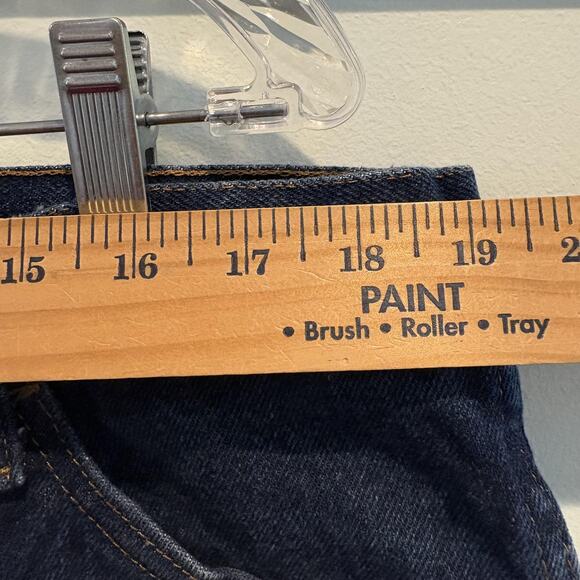 15 16 17 18 19 2
PAINT
• Brush • Roller • Tray